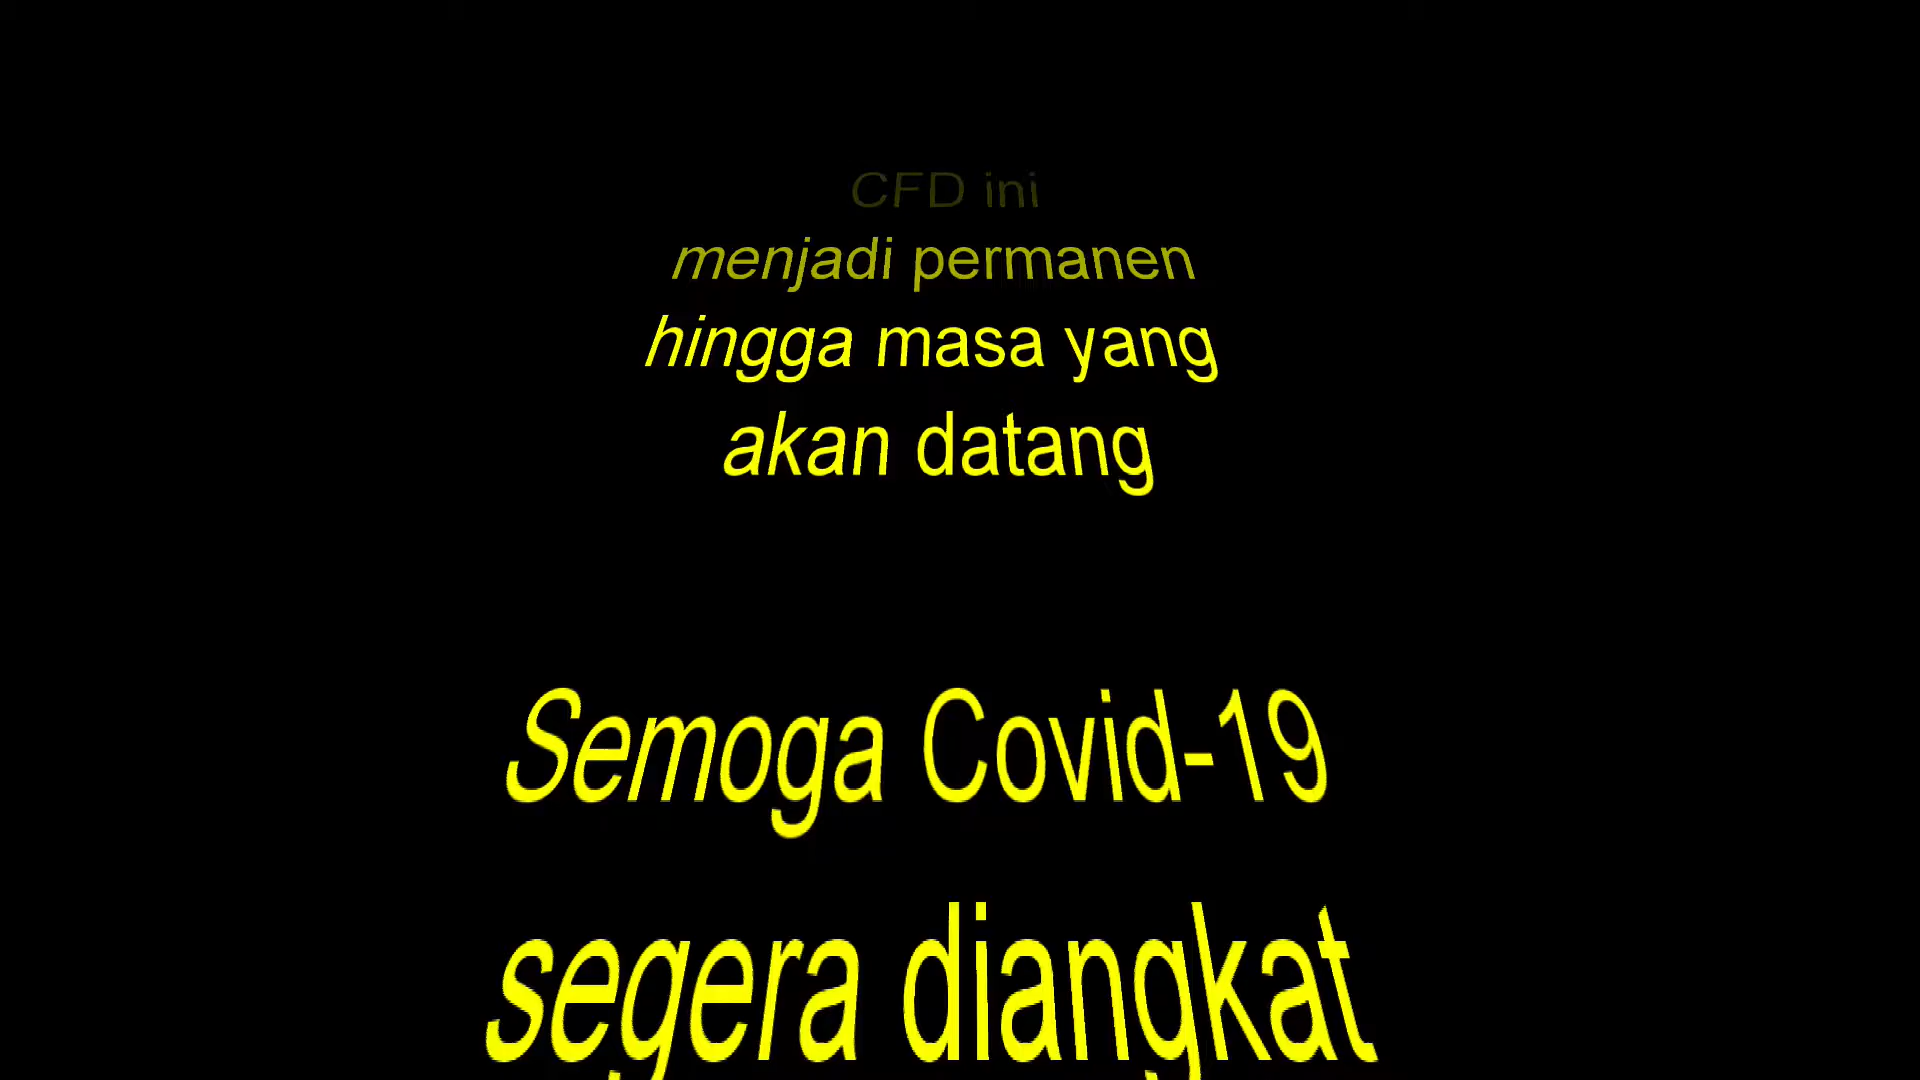 CFD ini
menjadi permanen
hingga masa yang
akan datang
Semoga Covid-19
segera diangkat